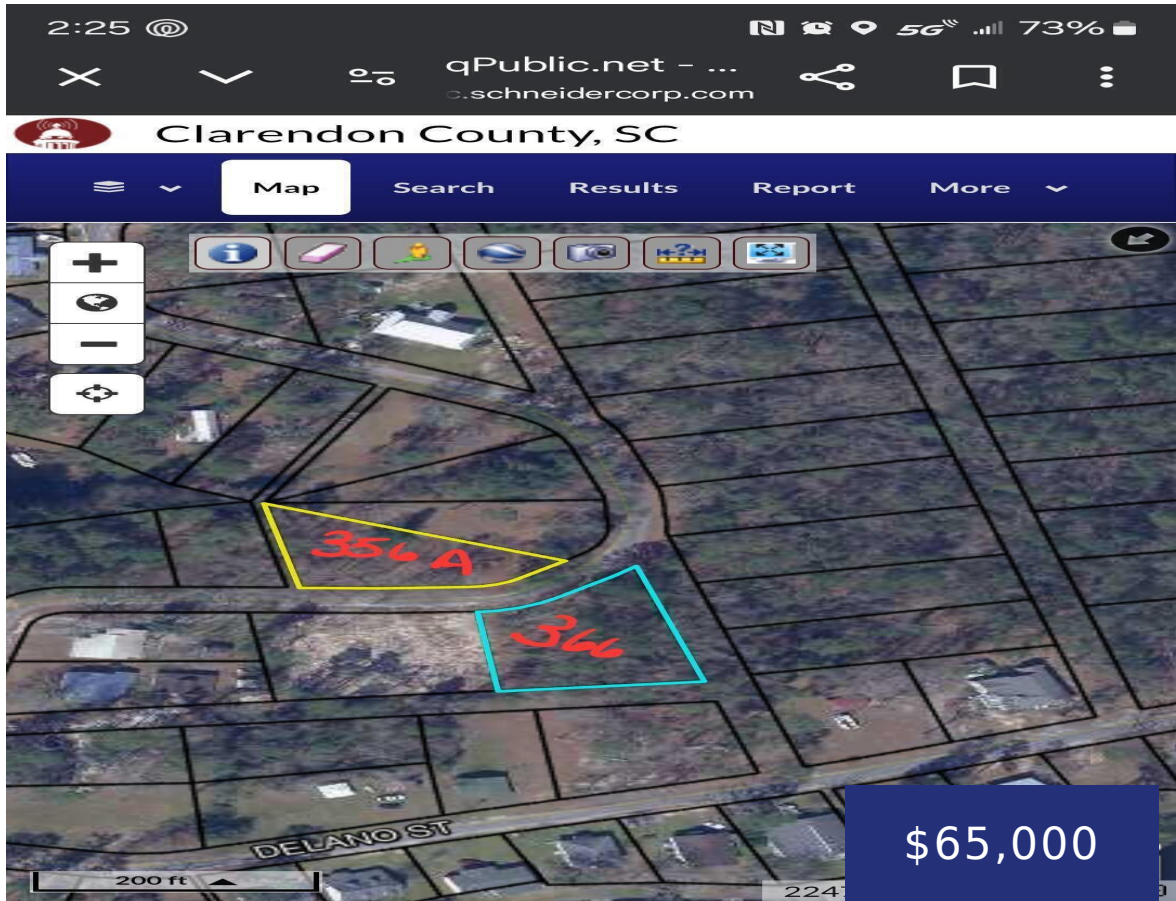 2:25 5G 73%
qPublic.net - ...
c.schneidercorp.com
Clarendon County, SC
Map Search Results Report More
356 A
366
DELANO ST
200 ft
$65,000